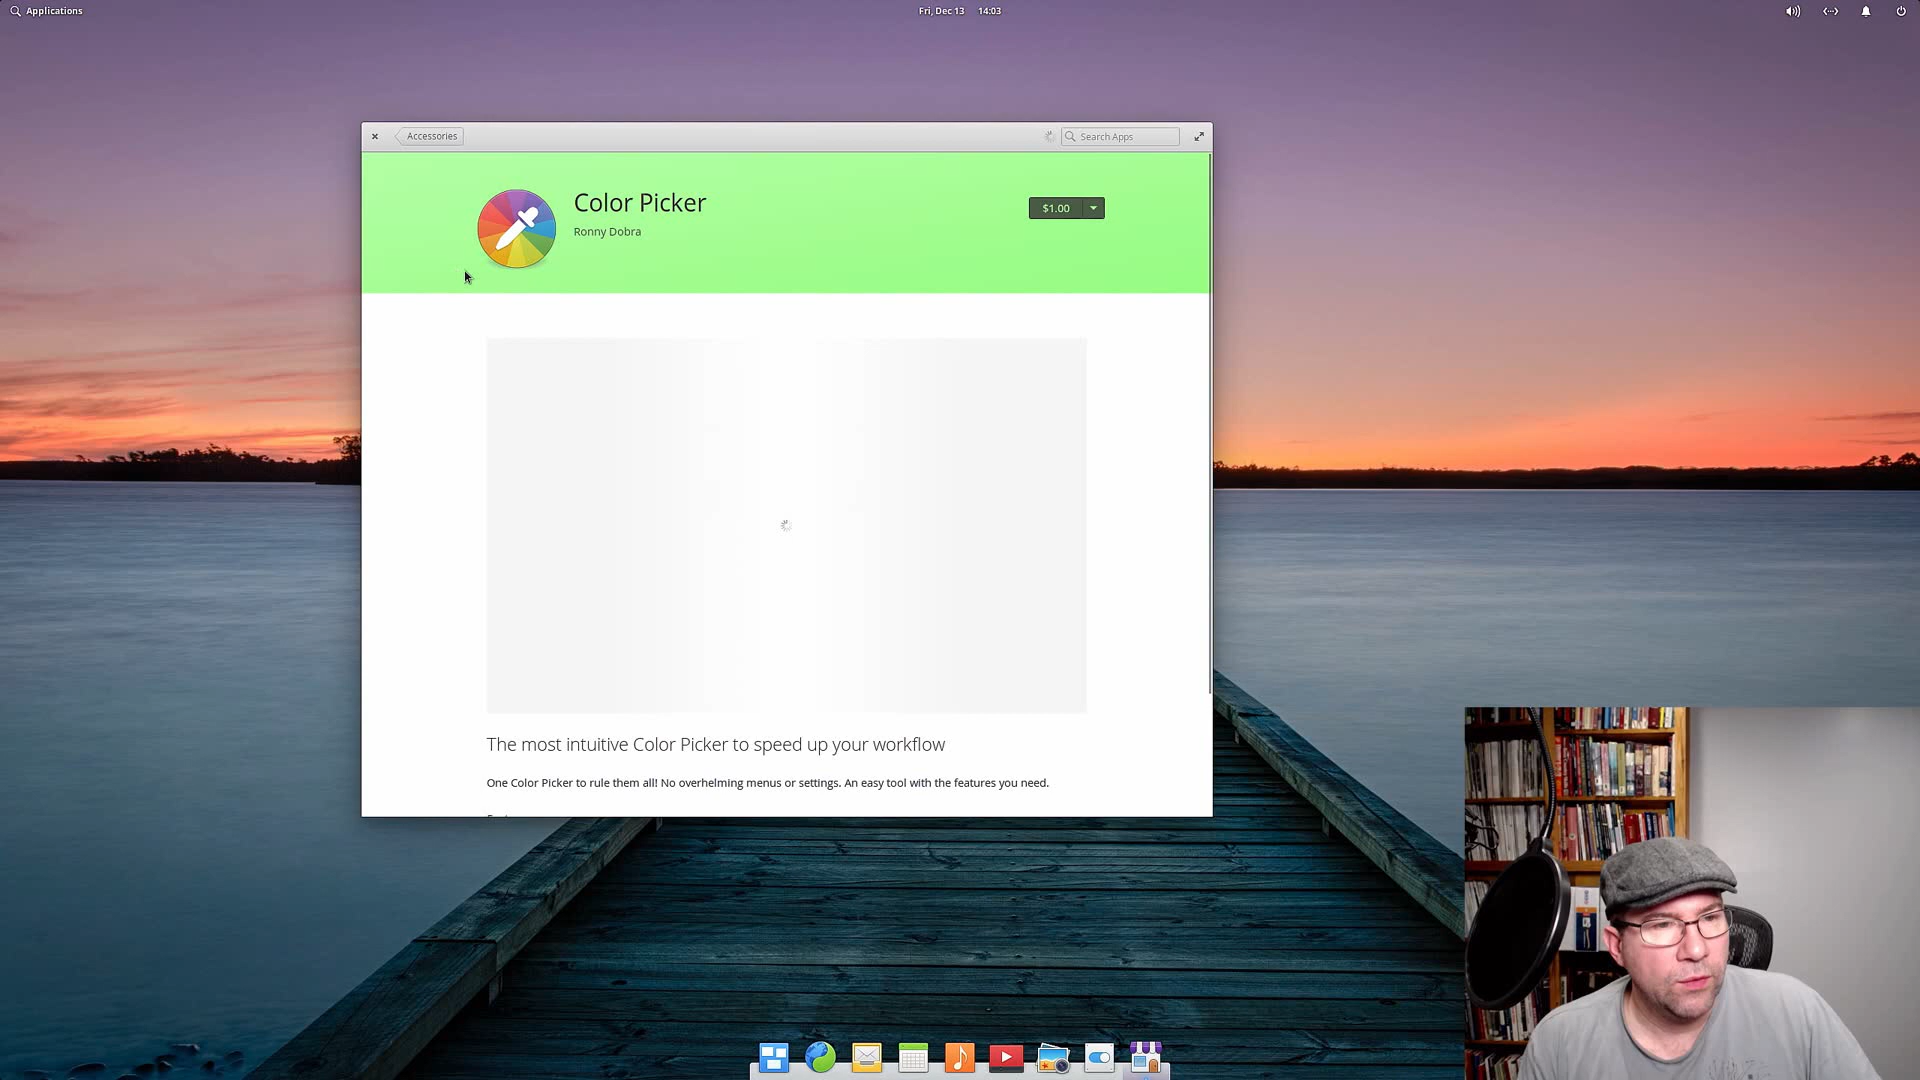 Applications
Fri, Dec 13 14:03
Accessories
Search Apps
Color Picker
$1.00
Ronny Dobra
The most intuitive Color Picker to speed up your workflow
One Color Picker to rule them all! No overhelming menus or settings. An easy tool with the features you need.